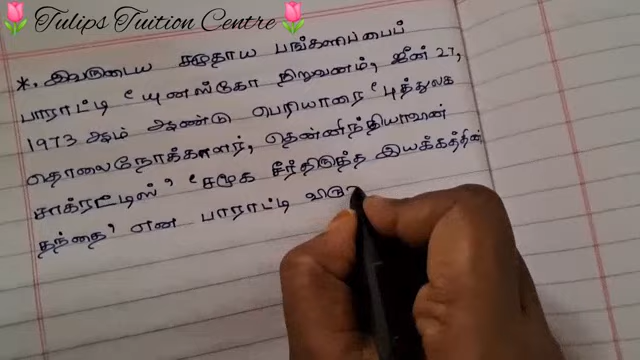 Tulips Tuition Centre
*. இவருடைய சமுதாய பங்களிப்பைப்
பாராட்டி 'யுனஸ்கோ நிறுவனம், ஜீன் 27,
1973 ஆம் ஆண்டு பெரியாரை 'புத்துலக
தொலைநோக்காளர், தென்னிந்தியாவின்
சாக்ரட்டிஸ்' 'சமூக சீர்திருத்த இயக்கத்தின்
தந்தை' என பாராட்டி விரு